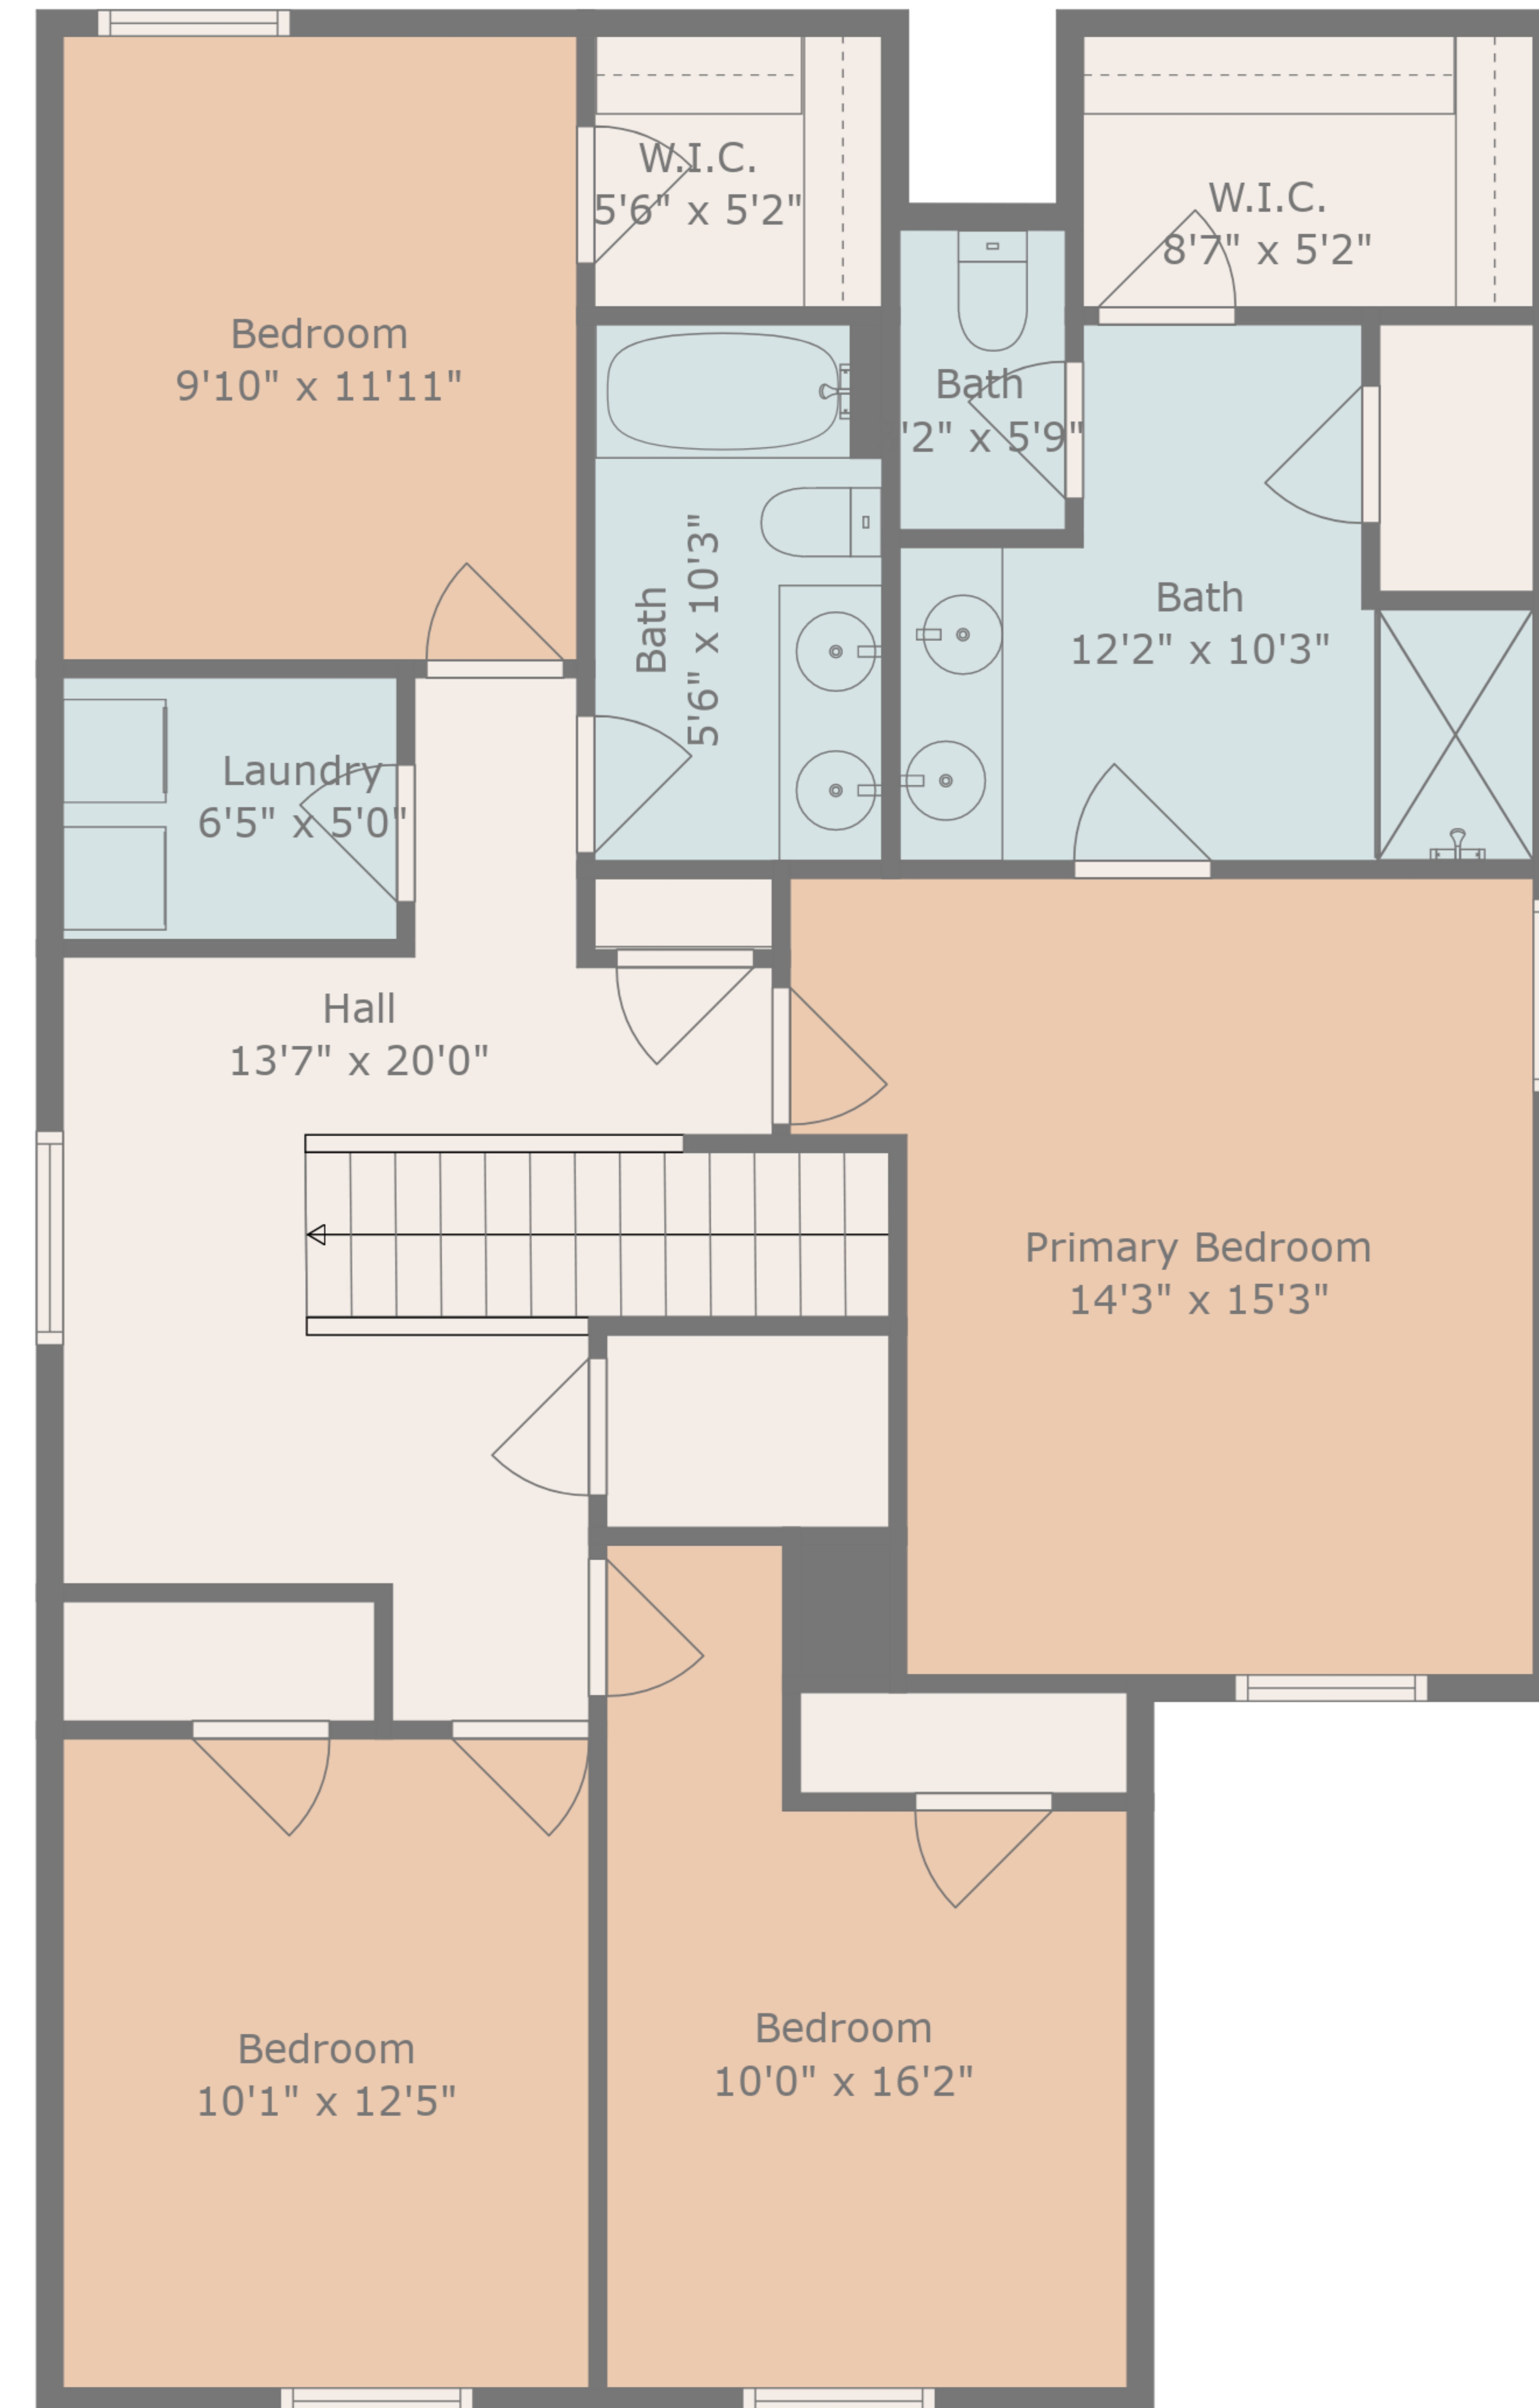 W.I.C.
5'6" x 5'2"
W.I.C.
8'7" x 5'2"
Bedroom
9'10" x 11'11"
Bath
'2" x 5'9"
Bath
5'6" x 10'3"
Bath
12'2" x 10'3"
Laundry
6'5" x 5'0"
Hall
13'7" x 20'0"
Primary Bedroom
14'3" x 15'3"
Bedroom
10'1" x 12'5"
Bedroom
10'0" x 16'2"